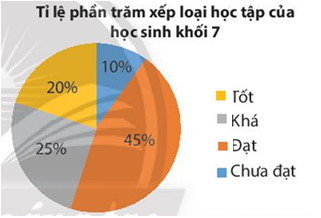 Tỉ lệ phần trăm xếp loại học tập của
học sinh khối 7
10%
20%
45%
25%
Tốt
Khá
Đạt
Chưa đạt